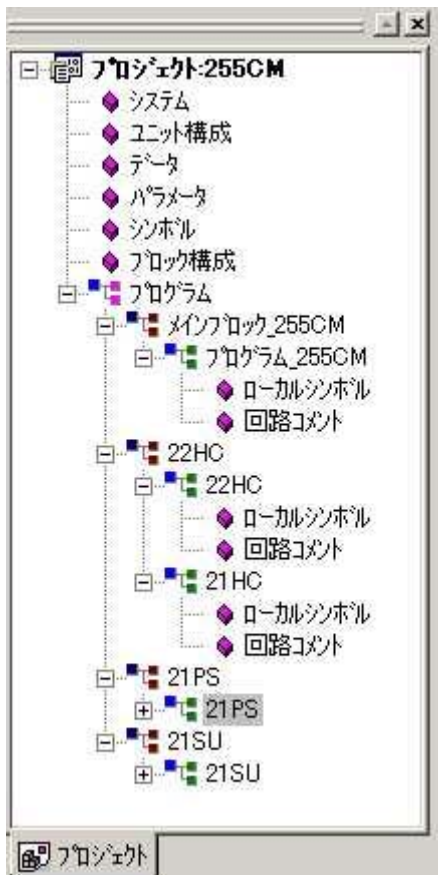 ﾌﾟﾛｼﾞｪｸﾄ:255CM
ｼｽﾃﾑ
ﾕﾆｯﾄ構成
ﾃﾞｰﾀ
ﾊﾟﾗﾒｰﾀ
ｼﾝﾎﾞﾙ
ﾌﾞﾛｯｸ構成
ﾌﾟﾛｸﾞﾗﾑ
ﾒｲﾝﾌﾞﾛｯｸ_255CM
ﾌﾟﾛｸﾞﾗﾑ_255CM
ﾛｰｶﾙｼﾝﾎﾞﾙ
回路ｺﾒﾝﾄ
22HC
22HC
ﾛｰｶﾙｼﾝﾎﾞﾙ
回路ｺﾒﾝﾄ
21HC
ﾛｰｶﾙｼﾝﾎﾞﾙ
回路ｺﾒﾝﾄ
21PS
21PS
21SU
21SU
ﾌﾟﾛｼﾞｪｸﾄ